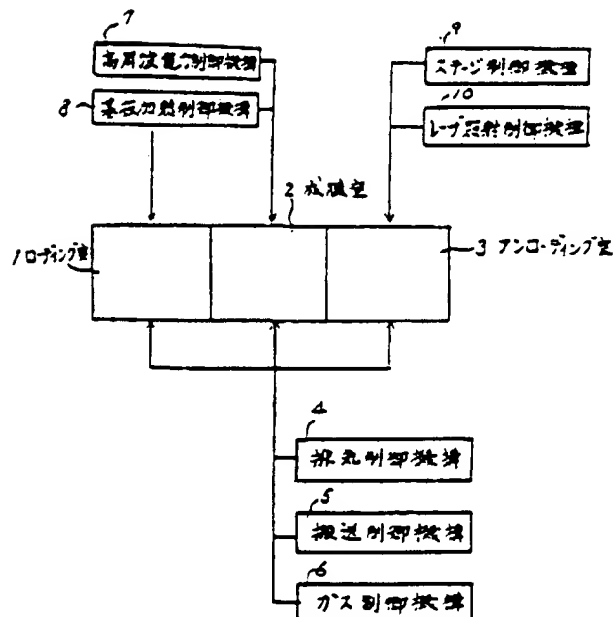 7
高周波電力制御機構
8 基板加熱制御機構
9
ステージ制御機構
10
レーザ照射制御機構
2 成膜室
1 ローディング室
3 アンローディング室
4
排気制御機構
5
搬送制御機構
6
ガス制御機構